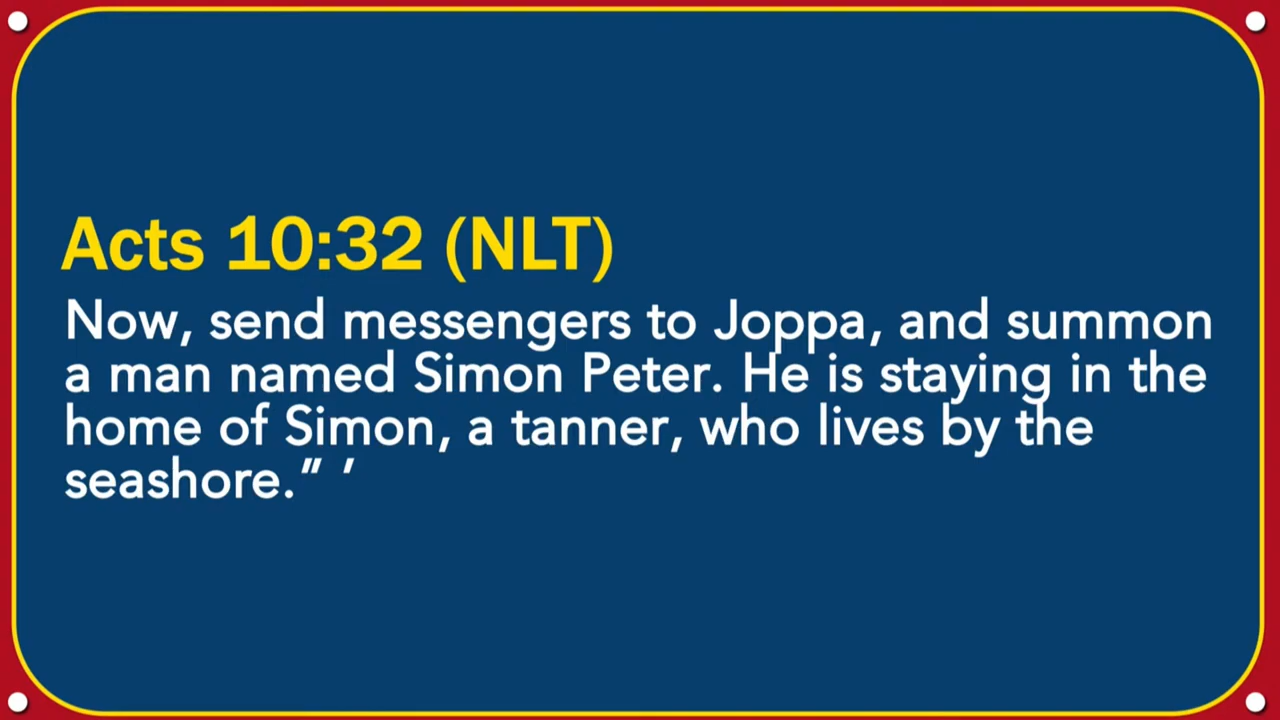 Acts 10:32 (NLT)
Now, send messengers to Joppa, and summon
a man named Simon Peter. He is staying in the
home of Simon, a tanner, who lives by the
seashore.” ’